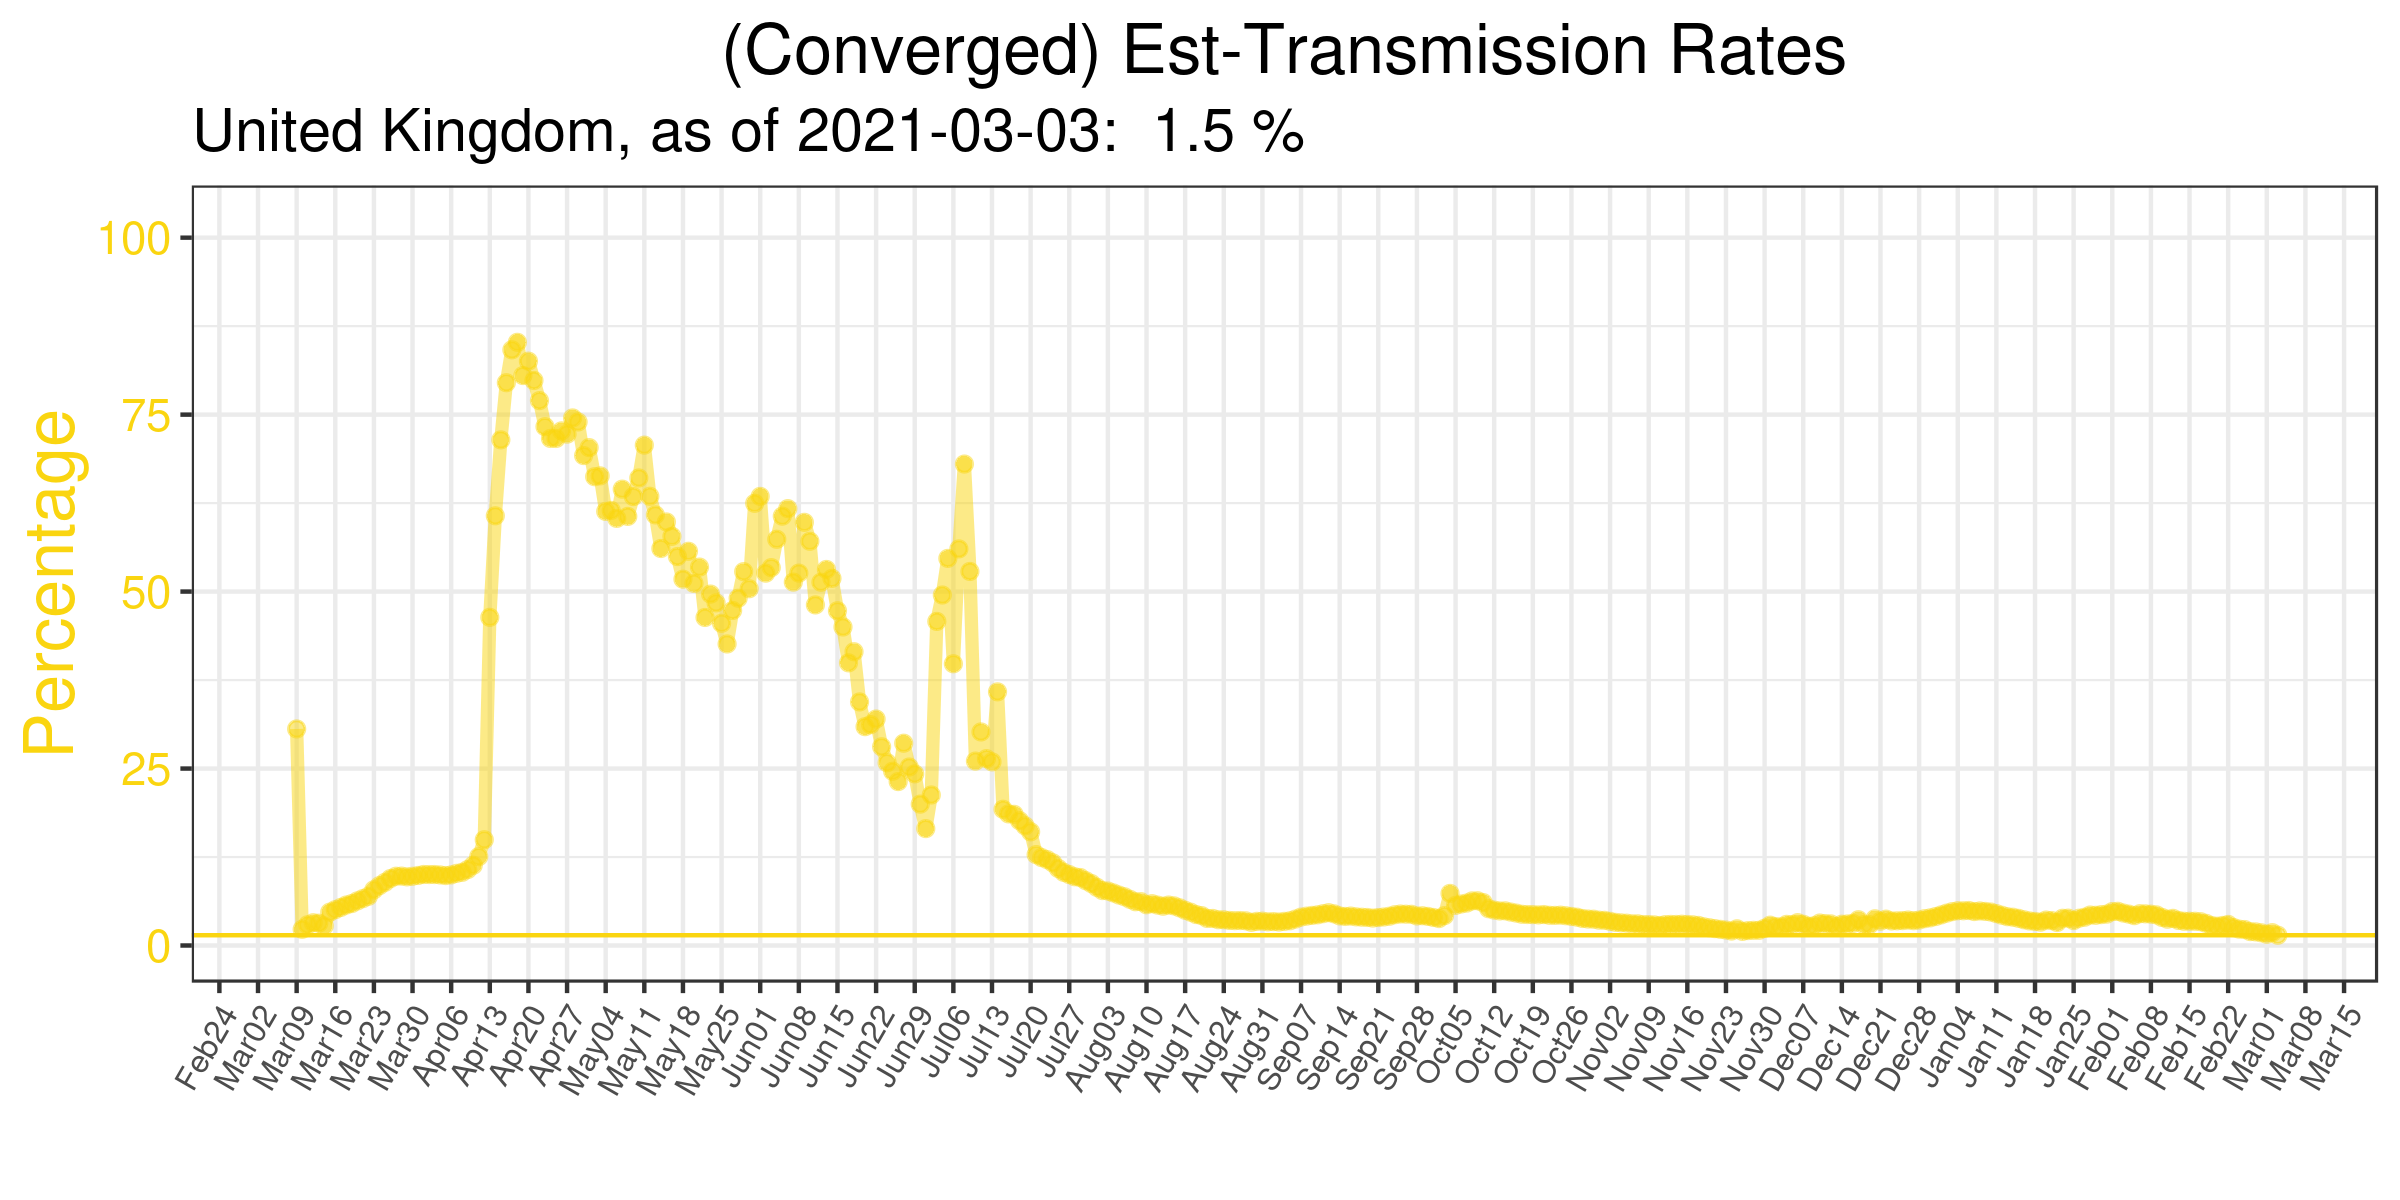 (Converged) Est-Transmission Rates
United Kingdom, as of 2021-03-03:  1.5 %
Percentage
100
75
50
25
0
Feb24
Mar02
Mar09
Mar16
Mar23
Mar30
Apr06
Apr13
Apr20
Apr27
May04
May11
May18
May25
Jun01
Jun08
Jun15
Jun22
Jun29
Jul06
Jul13
Jul20
Jul27
Aug03
Aug10
Aug17
Aug24
Aug31
Sep07
Sep14
Sep21
Sep28
Oct05
Oct12
Oct19
Oct26
Nov02
Nov09
Nov16
Nov23
Nov30
Dec07
Dec14
Dec21
Dec28
Jan04
Jan11
Jan18
Jan25
Feb01
Feb08
Feb15
Feb22
Mar01
Mar08
Mar15